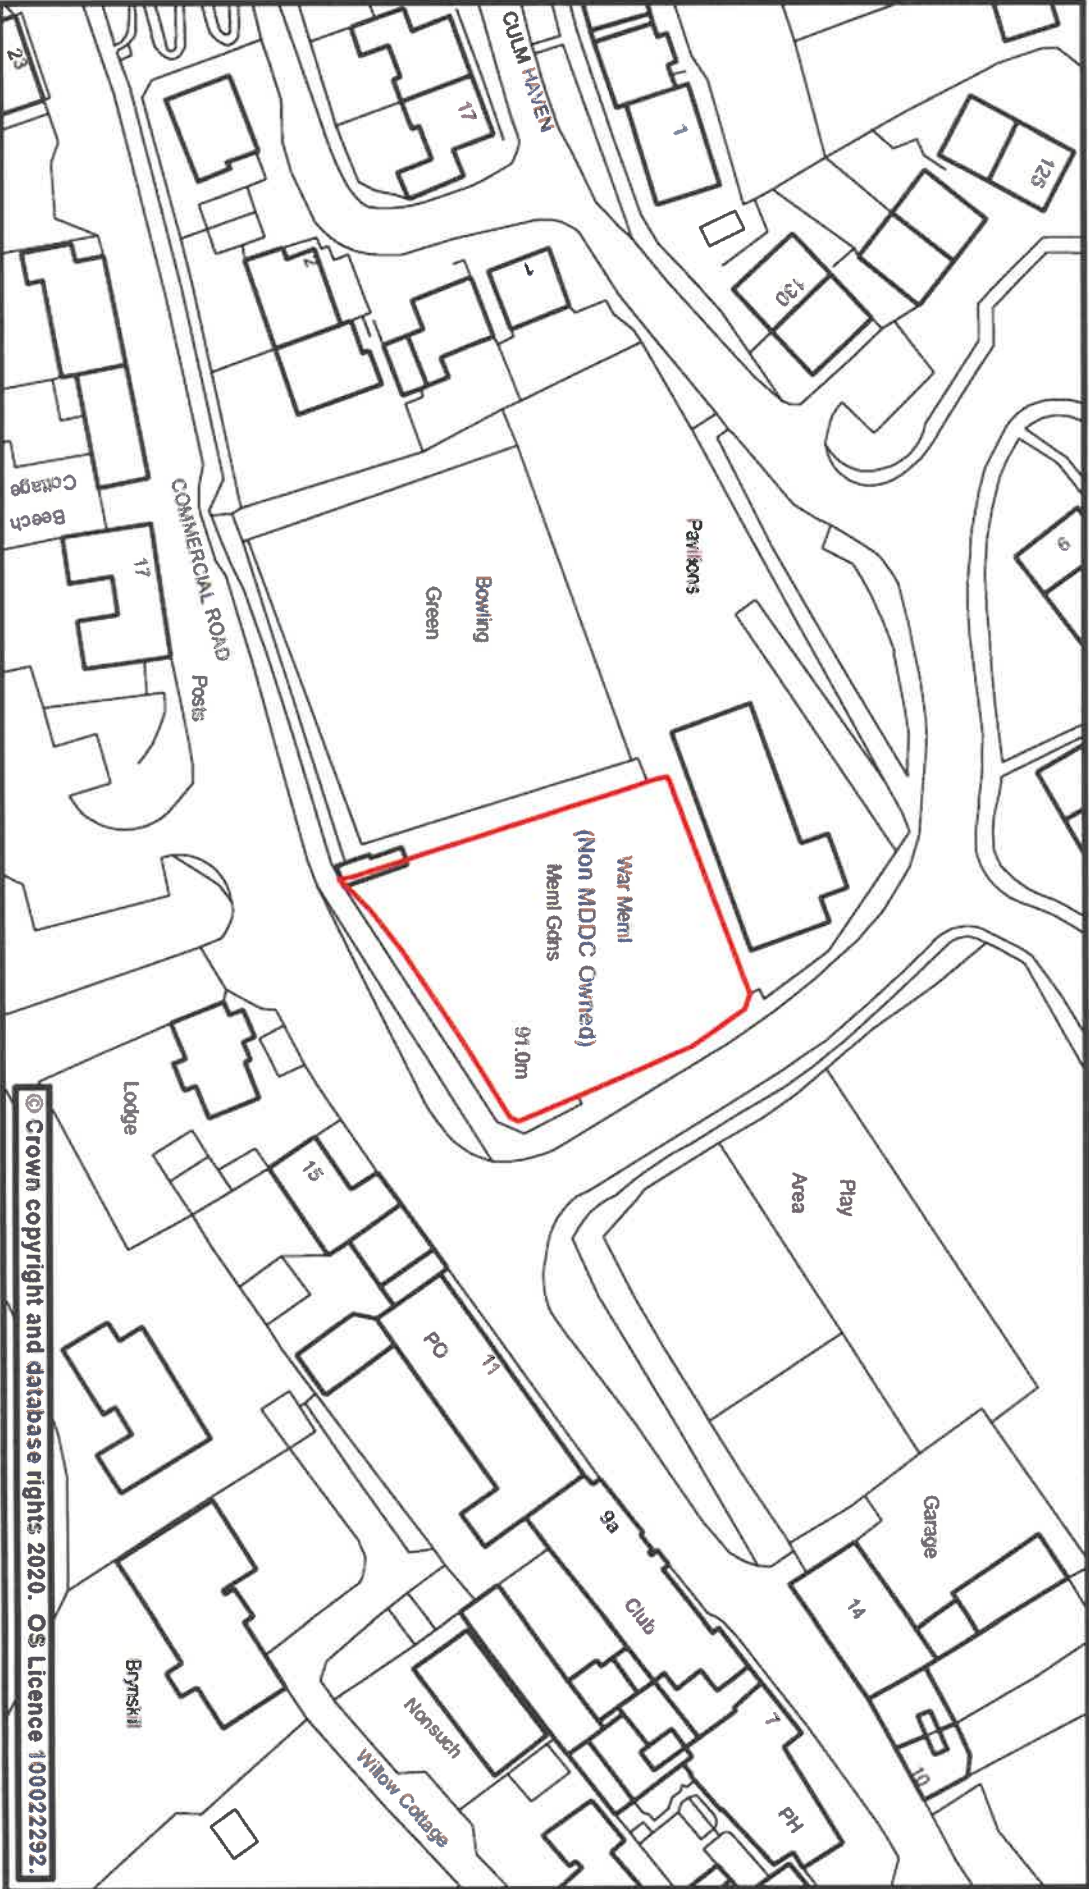 23
17
CULM HAVEN
1
125
130
1
2
9
Pavilions
Bowling
Green
COMMERCIAL ROAD
Posts
Beech
Cottage
17
War Meml
(Non MDDC Owned)
Meml Gdns
91.0m
Play
Area
Lodge
15
PO
11
9a
Club
Garage
14
10
7
PH
Nonsuch
Willow Cottage
Brynskil
© Crown copyright and database rights 2020. OS Licence 100022292.